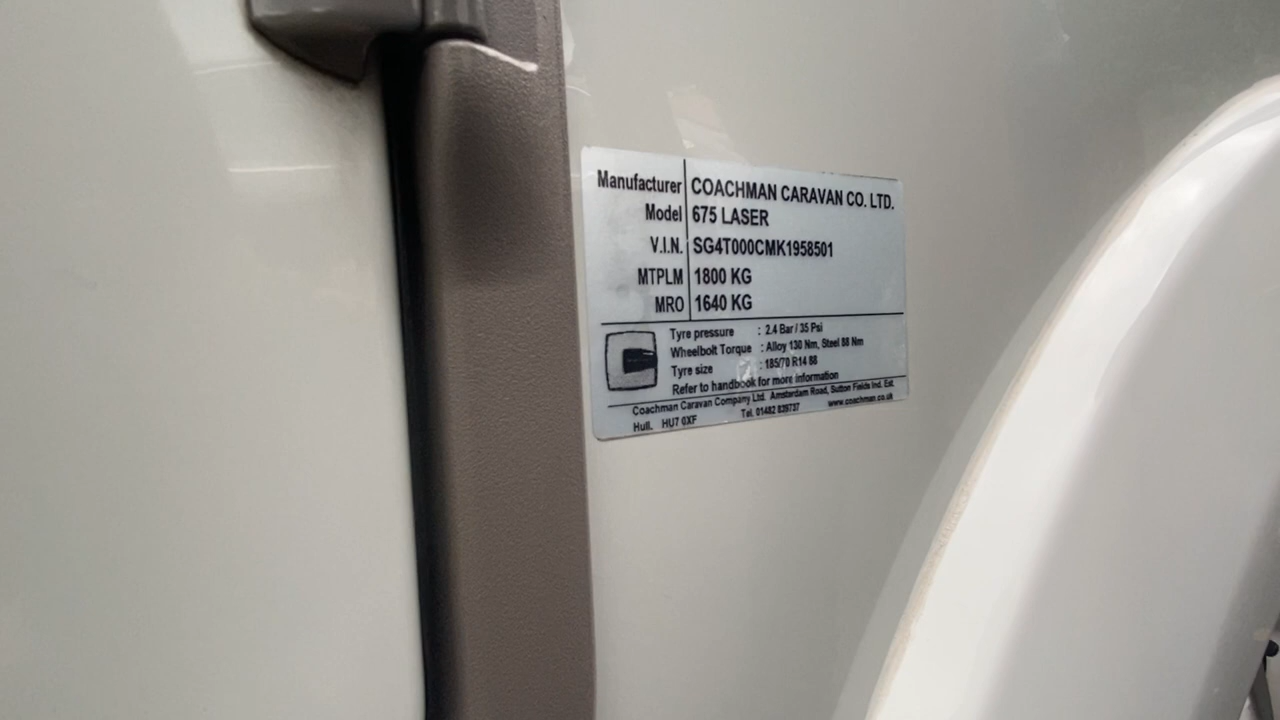 Manufacturer COACHMAN CARAVAN CO. LTD.
Model 675 LASER
V.I.N. SG4T000CMK1958501
MTPLM 1800 KG
MRO 1640 KG
Tyre pressure : 2.4 Bar / 35 Psi
Wheelbolt Torque : Alloy 130 Nm, Steel 88 Nm
Tyre size : 185/70 R14 88
Refer to handbook for more information
Coachman Caravan Company Ltd. Amsterdam Road, Sutton Fields Ind. Est.
Hull. HU7 0XF Tel. 01482 839737 www.coachman.co.uk